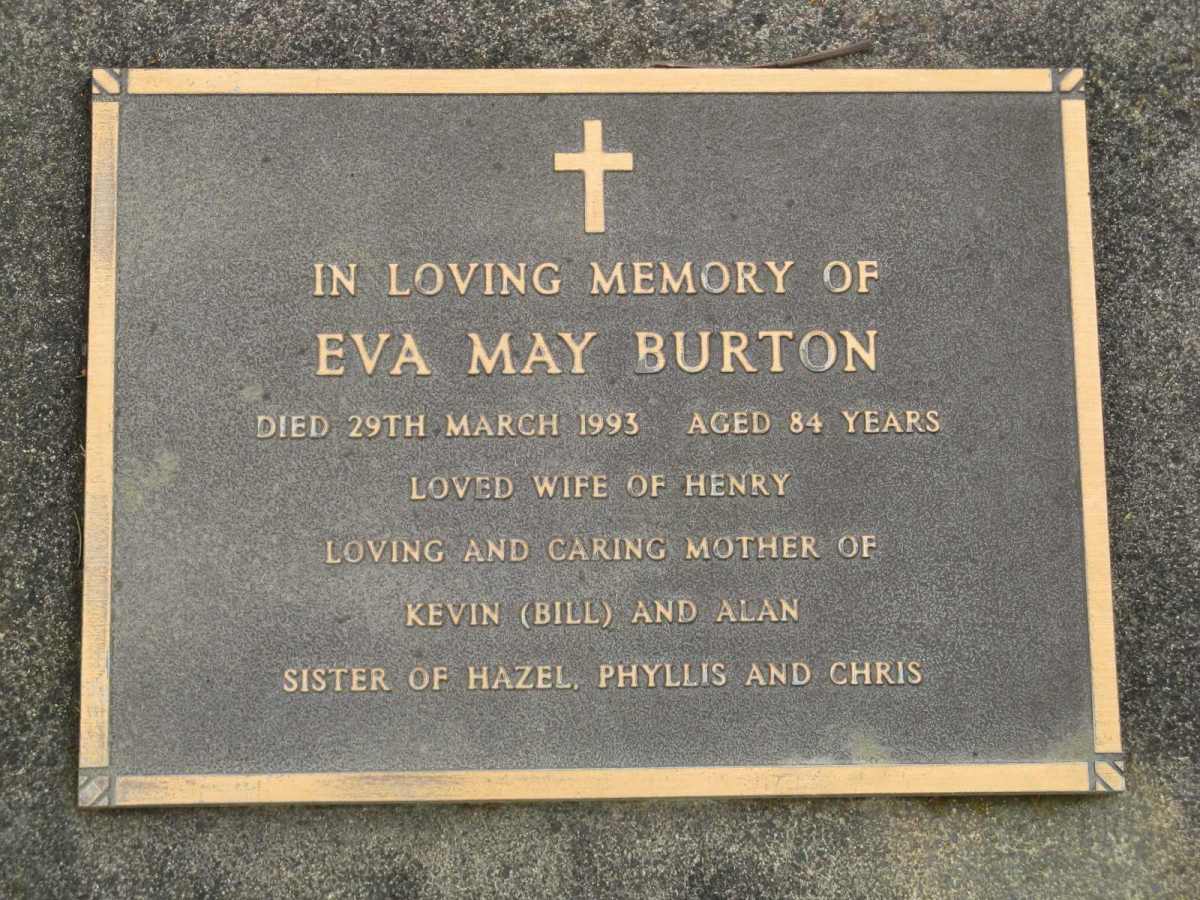 IN LOVING MEMORY OF
EVA MAY BURTON
DIED 29TH MARCH 1993 AGED 84 YEARS
LOVED WIFE OF HENRY
LOVING AND CARING MOTHER OF
KEVIN (BILL) AND ALAN
SISTER OF HAZEL, PHYLLIS AND CHRIS